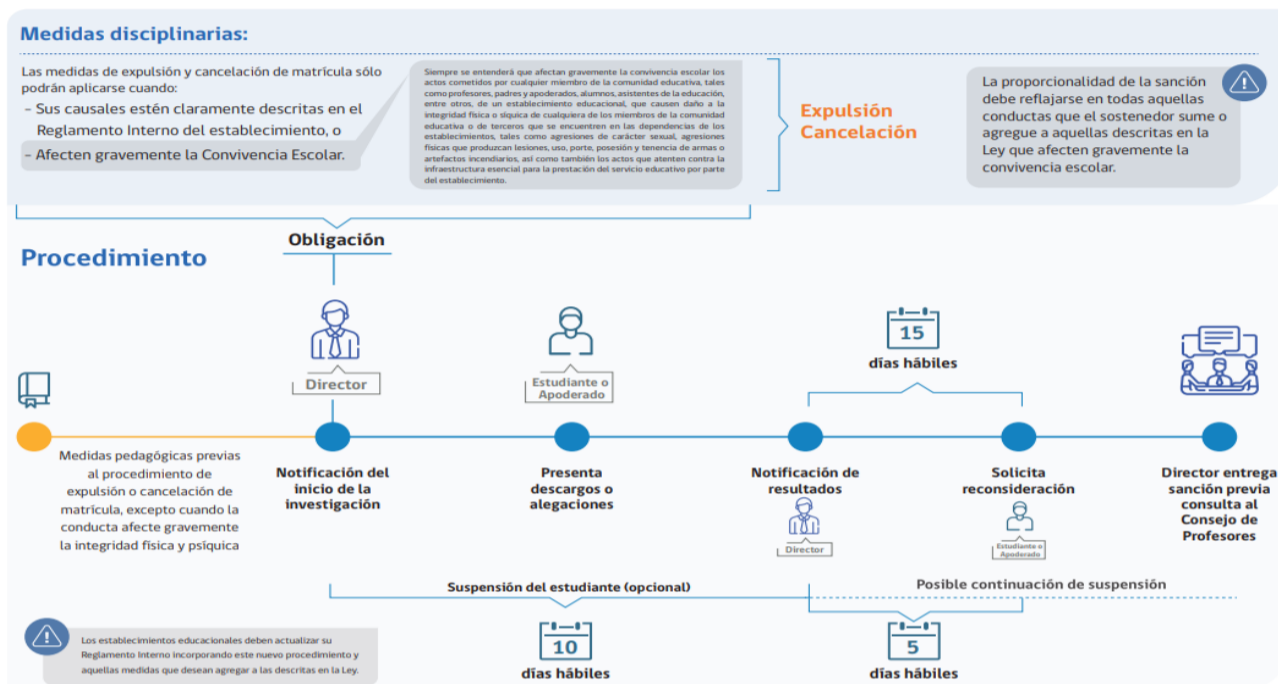 Medidas disciplinarias:
Las medidas de expulsión y cancelación de matrícula sólo
podrán aplicarse cuando:
– Sus causales estén claramente descritas en el
Reglamento Interno del establecimiento, o
– Afecten gravemente la Convivencia Escolar.
Siempre se entenderá que afectan gravemente la convivencia escolar los
actos cometidos por cualquier miembro de la comunidad educativa, tales
como profesores, padres y apoderados, alumnos, asistentes de la educación,
entre otros, de un establecimiento educacional, que causen daño a la
integridad física o síquica de cualquiera de los miembros de la comunidad
educativa o de terceros que se encuentren en las dependencias de los
establecimientos, tales como agresiones de carácter sexual, agresiones
físicas que produzcan lesiones, uso, porte, posesión y tenencia de armas o
artefactos incendiarios, así como también los actos que atenten contra la
infraestructura esencial para la prestación del servicio educativo por parte
del establecimiento.
Expulsión
Cancelación
La proporcionalidad de la sanción
debe reflejarse en todas aquellas
conductas que el sostenedor sume o
agregue a aquellas descritas en la
Ley que afecten gravemente la
convivencia escolar.
Obligación
Procedimiento
Director
Estudiante o
Apoderado
15
días hábiles
Medidas pedagógicas previas
al procedimiento de
expulsión o cancelación de
matrícula, excepto cuando la
conducta afecte gravemente
la integridad física y psíquica
Notificación del
inicio de la
investigación
Presenta
descargos o
alegaciones
Notificación de
resultados
Director
Solicita
reconsideración
Estudiante o
Apoderado
Director entrega
sanción previa
consulta al
Consejo de
Profesores
Suspensión del estudiante (opcional)
Posible continuación de suspensión
10
días hábiles
5
días hábiles
Los establecimientos educacionales deben actualizar su
Reglamento Interno incorporando este nuevo procedimiento y
aquellas medidas que desean agregar a las descritas en la Ley.